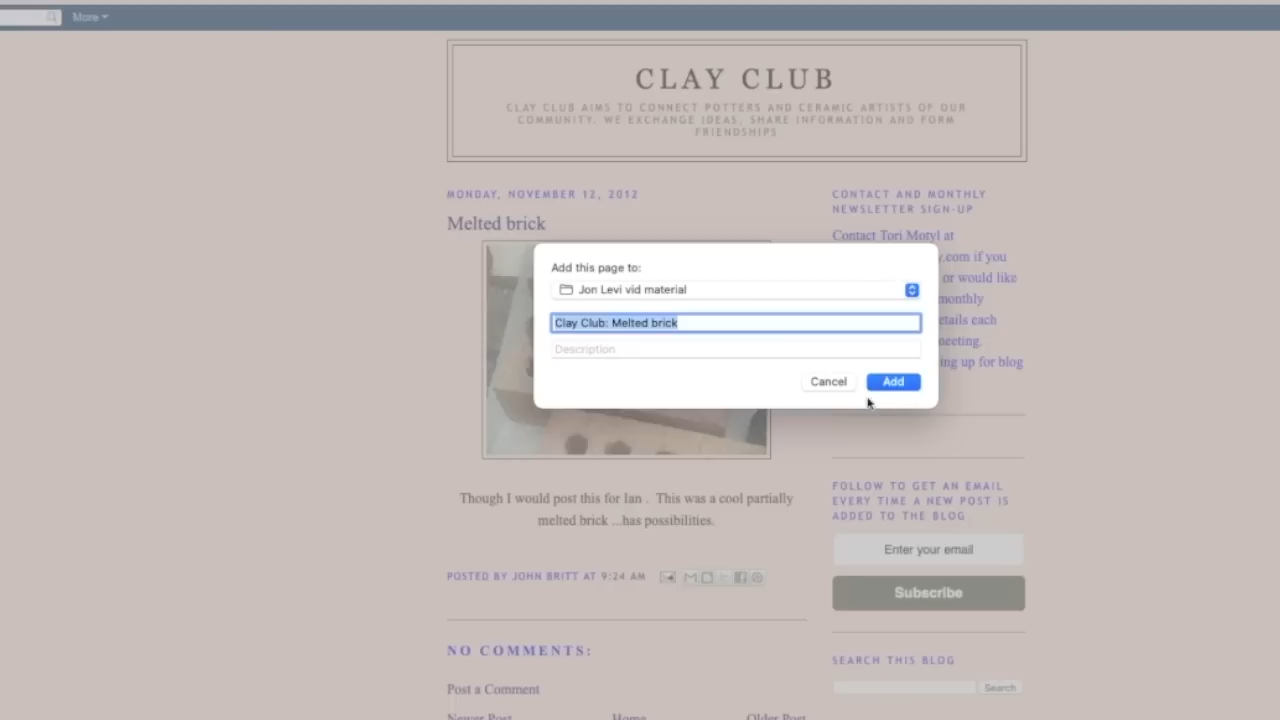 More
CLAY CLUB
CLAY CLUB AIMS TO CONNECT POTTERS AND CERAMIC ARTISTS OF OUR
COMMUNITY. WE EXCHANGE IDEAS, SHARE INFORMATION AND FORM
FRIENDSHIPS
MONDAY, NOVEMBER 12, 2012
Melted brick
Though I would post this for Ian . This was a cool partially
melted brick ...has possibilities.
POSTED BY JOHN BRITT AT 9:24 AM
NO COMMENTS:
Post a Comment
Newer Post Home Older Post
Add this page to:
Jon Levi vid material
Clay Club: Melted brick
Description
Cancel Add
CONTACT AND MONTHLY
NEWSLETTER SIGN-UP
Contact Tori Motyl at
y.com if you
or would like
monthly
etails each
meeting.
ing up for blog
FOLLOW TO GET AN EMAIL
EVERY TIME A NEW POST IS
ADDED TO THE BLOG
Enter your email
Subscribe
SEARCH THIS BLOG
Search